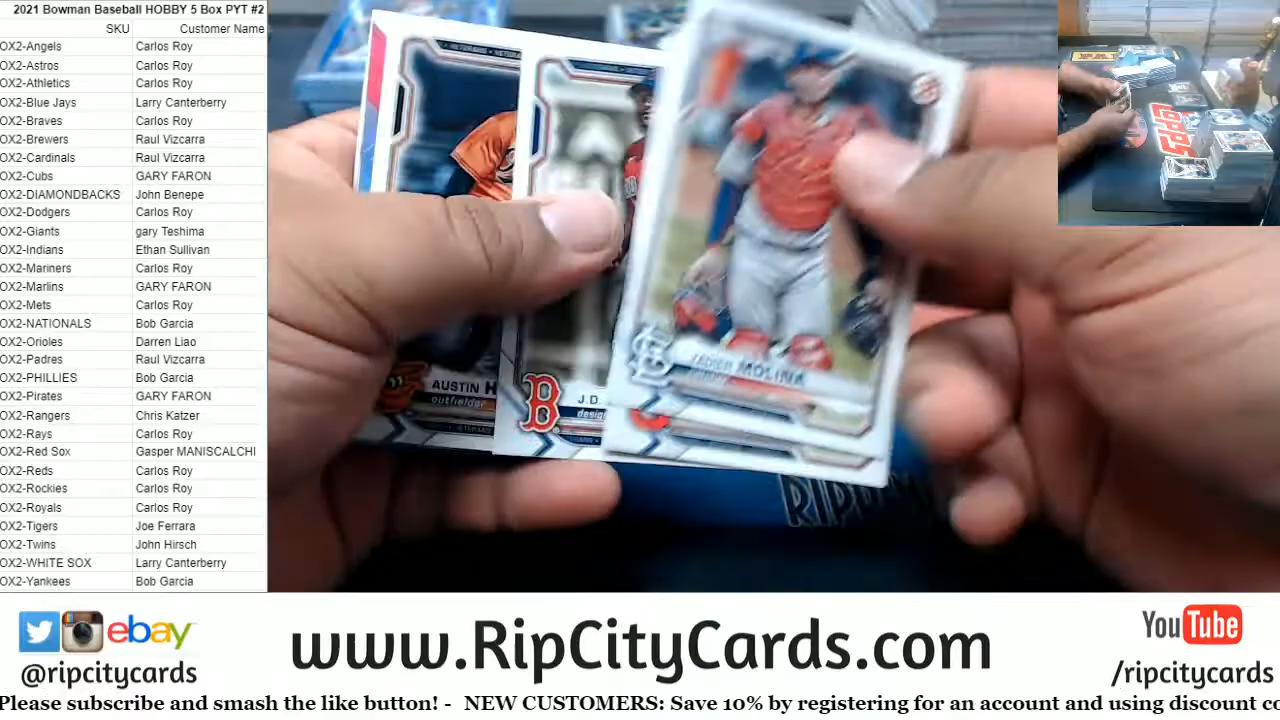 2021 Bowman Baseball HOBBY 5 Box PYT #2
SKU Customer Name
OX2-Angels Carlos Roy
OX2-Astros Carlos Roy
OX2-Athletics Carlos Roy
OX2-Blue Jays Larry Canterberry
OX2-Braves Carlos Roy
OX2-Brewers Raul Vizcarra
OX2-Cardinals Raul Vizcarra
OX2-Cubs GARY FARON
OX2-DIAMONDBACKS John Benepe
OX2-Dodgers Carlos Roy
OX2-Giants gary Teshima
OX2-Indians Ethan Sullivan
OX2-Mariners Carlos Roy
OX2-Marlins GARY FARON
OX2-Mets Carlos Roy
OX2-NATIONALS Bob Garcia
OX2-Orioles Darren Liao
OX2-Padres Raul Vizcarra
OX2-PHILLIES Bob Garcia
OX2-Pirates GARY FARON
OX2-Rangers Chris Katzer
OX2-Rays Carlos Roy
OX2-Red Sox Gasper MANISCALCHI
OX2-Reds Carlos Roy
OX2-Rockies Carlos Roy
OX2-Royals Carlos Roy
OX2-Tigers Joe Ferrara
OX2-Twins John Hirsch
OX2-WHITE SOX Larry Canterberry
OX2-Yankees Bob Garcia
AUSTIN H
outfielder
B
J.D.
desig
MOLINA
topps
ebay
@ripcitycards
www.RipCityCards.com
YouTube
/ripcitycards
Please subscribe and smash the like button! - NEW CUSTOMERS: Save 10% by registering for an account and using discount co